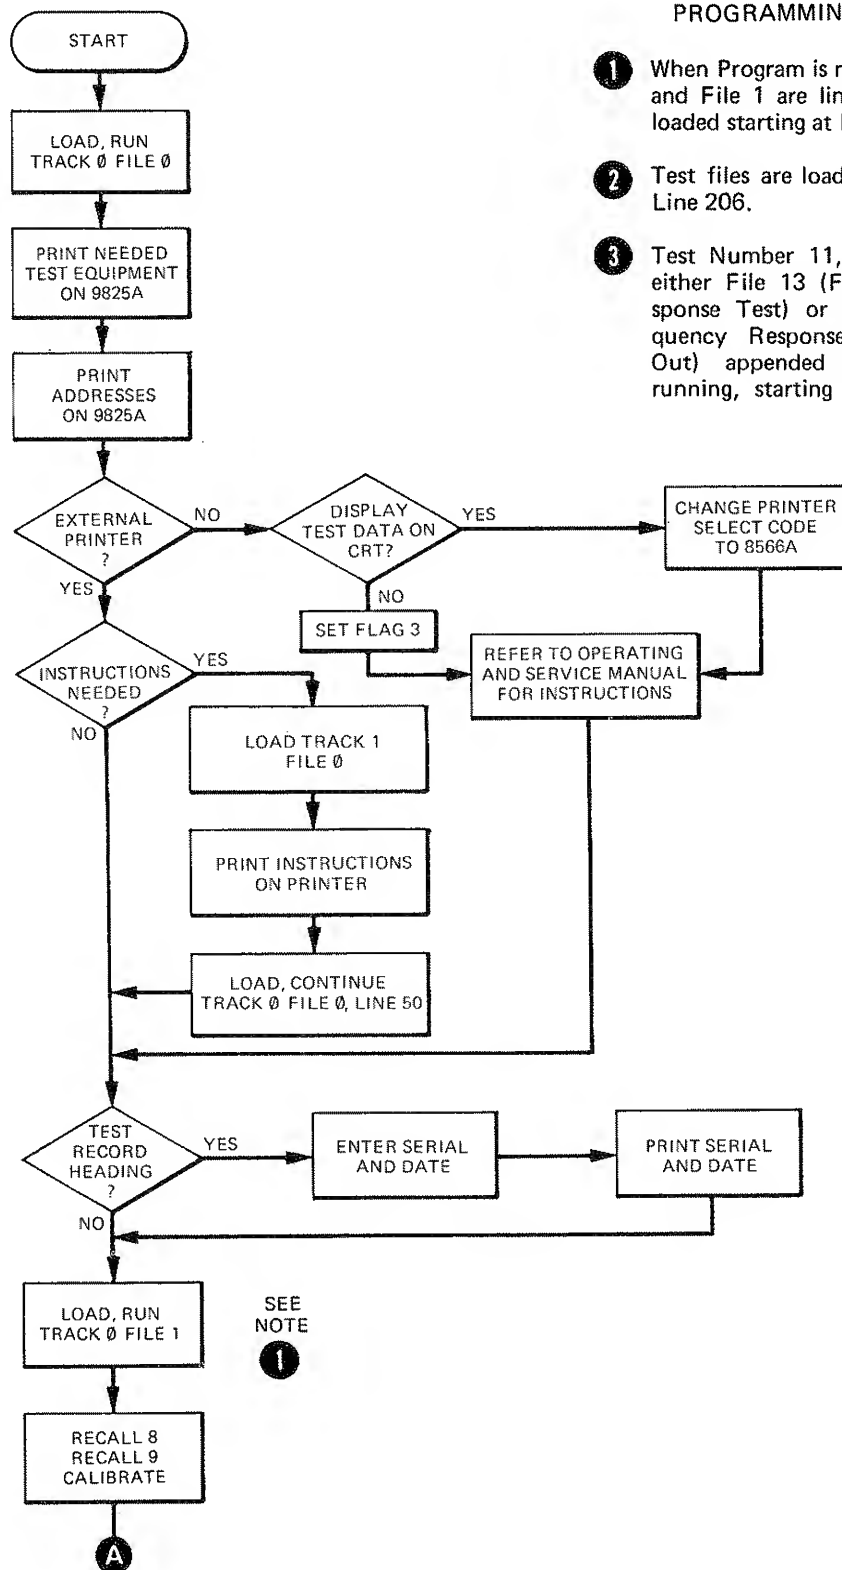 PROGRAMMIN
START
1 When Program is r
and File 1 are lin
loaded starting at
2 Test files are load
Line 206.
3 Test Number 11,
either File 13 (F
sponse Test) or
quency Response
Out) appended
running, starting
LOAD, RUN
TRACK Ø FILE Ø
PRINT NEEDED
TEST EQUIPMENT
ON 9825A
PRINT
ADDRESSES
ON 9825A
EXTERNAL
PRINTER
?
NO
YES
DISPLAY
TEST DATA ON
CRT?
YES
NO
CHANGE PRINTER
SELECT CODE
TO 8566A
SET FLAG 3
REFER TO OPERATING
AND SERVICE MANUAL
FOR INSTRUCTIONS
INSTRUCTIONS
NEEDED
?
YES
NO
LOAD TRACK 1
FILE Ø
PRINT INSTRUCTIONS
ON PRINTER
LOAD, CONTINUE
TRACK Ø FILE Ø, LINE 50
TEST
RECORD
HEADING
?
YES
NO
ENTER SERIAL
AND DATE
PRINT SERIAL
AND DATE
LOAD, RUN
TRACK Ø FILE 1
SEE
NOTE
1
RECALL 8
RECALL 9
CALIBRATE
A